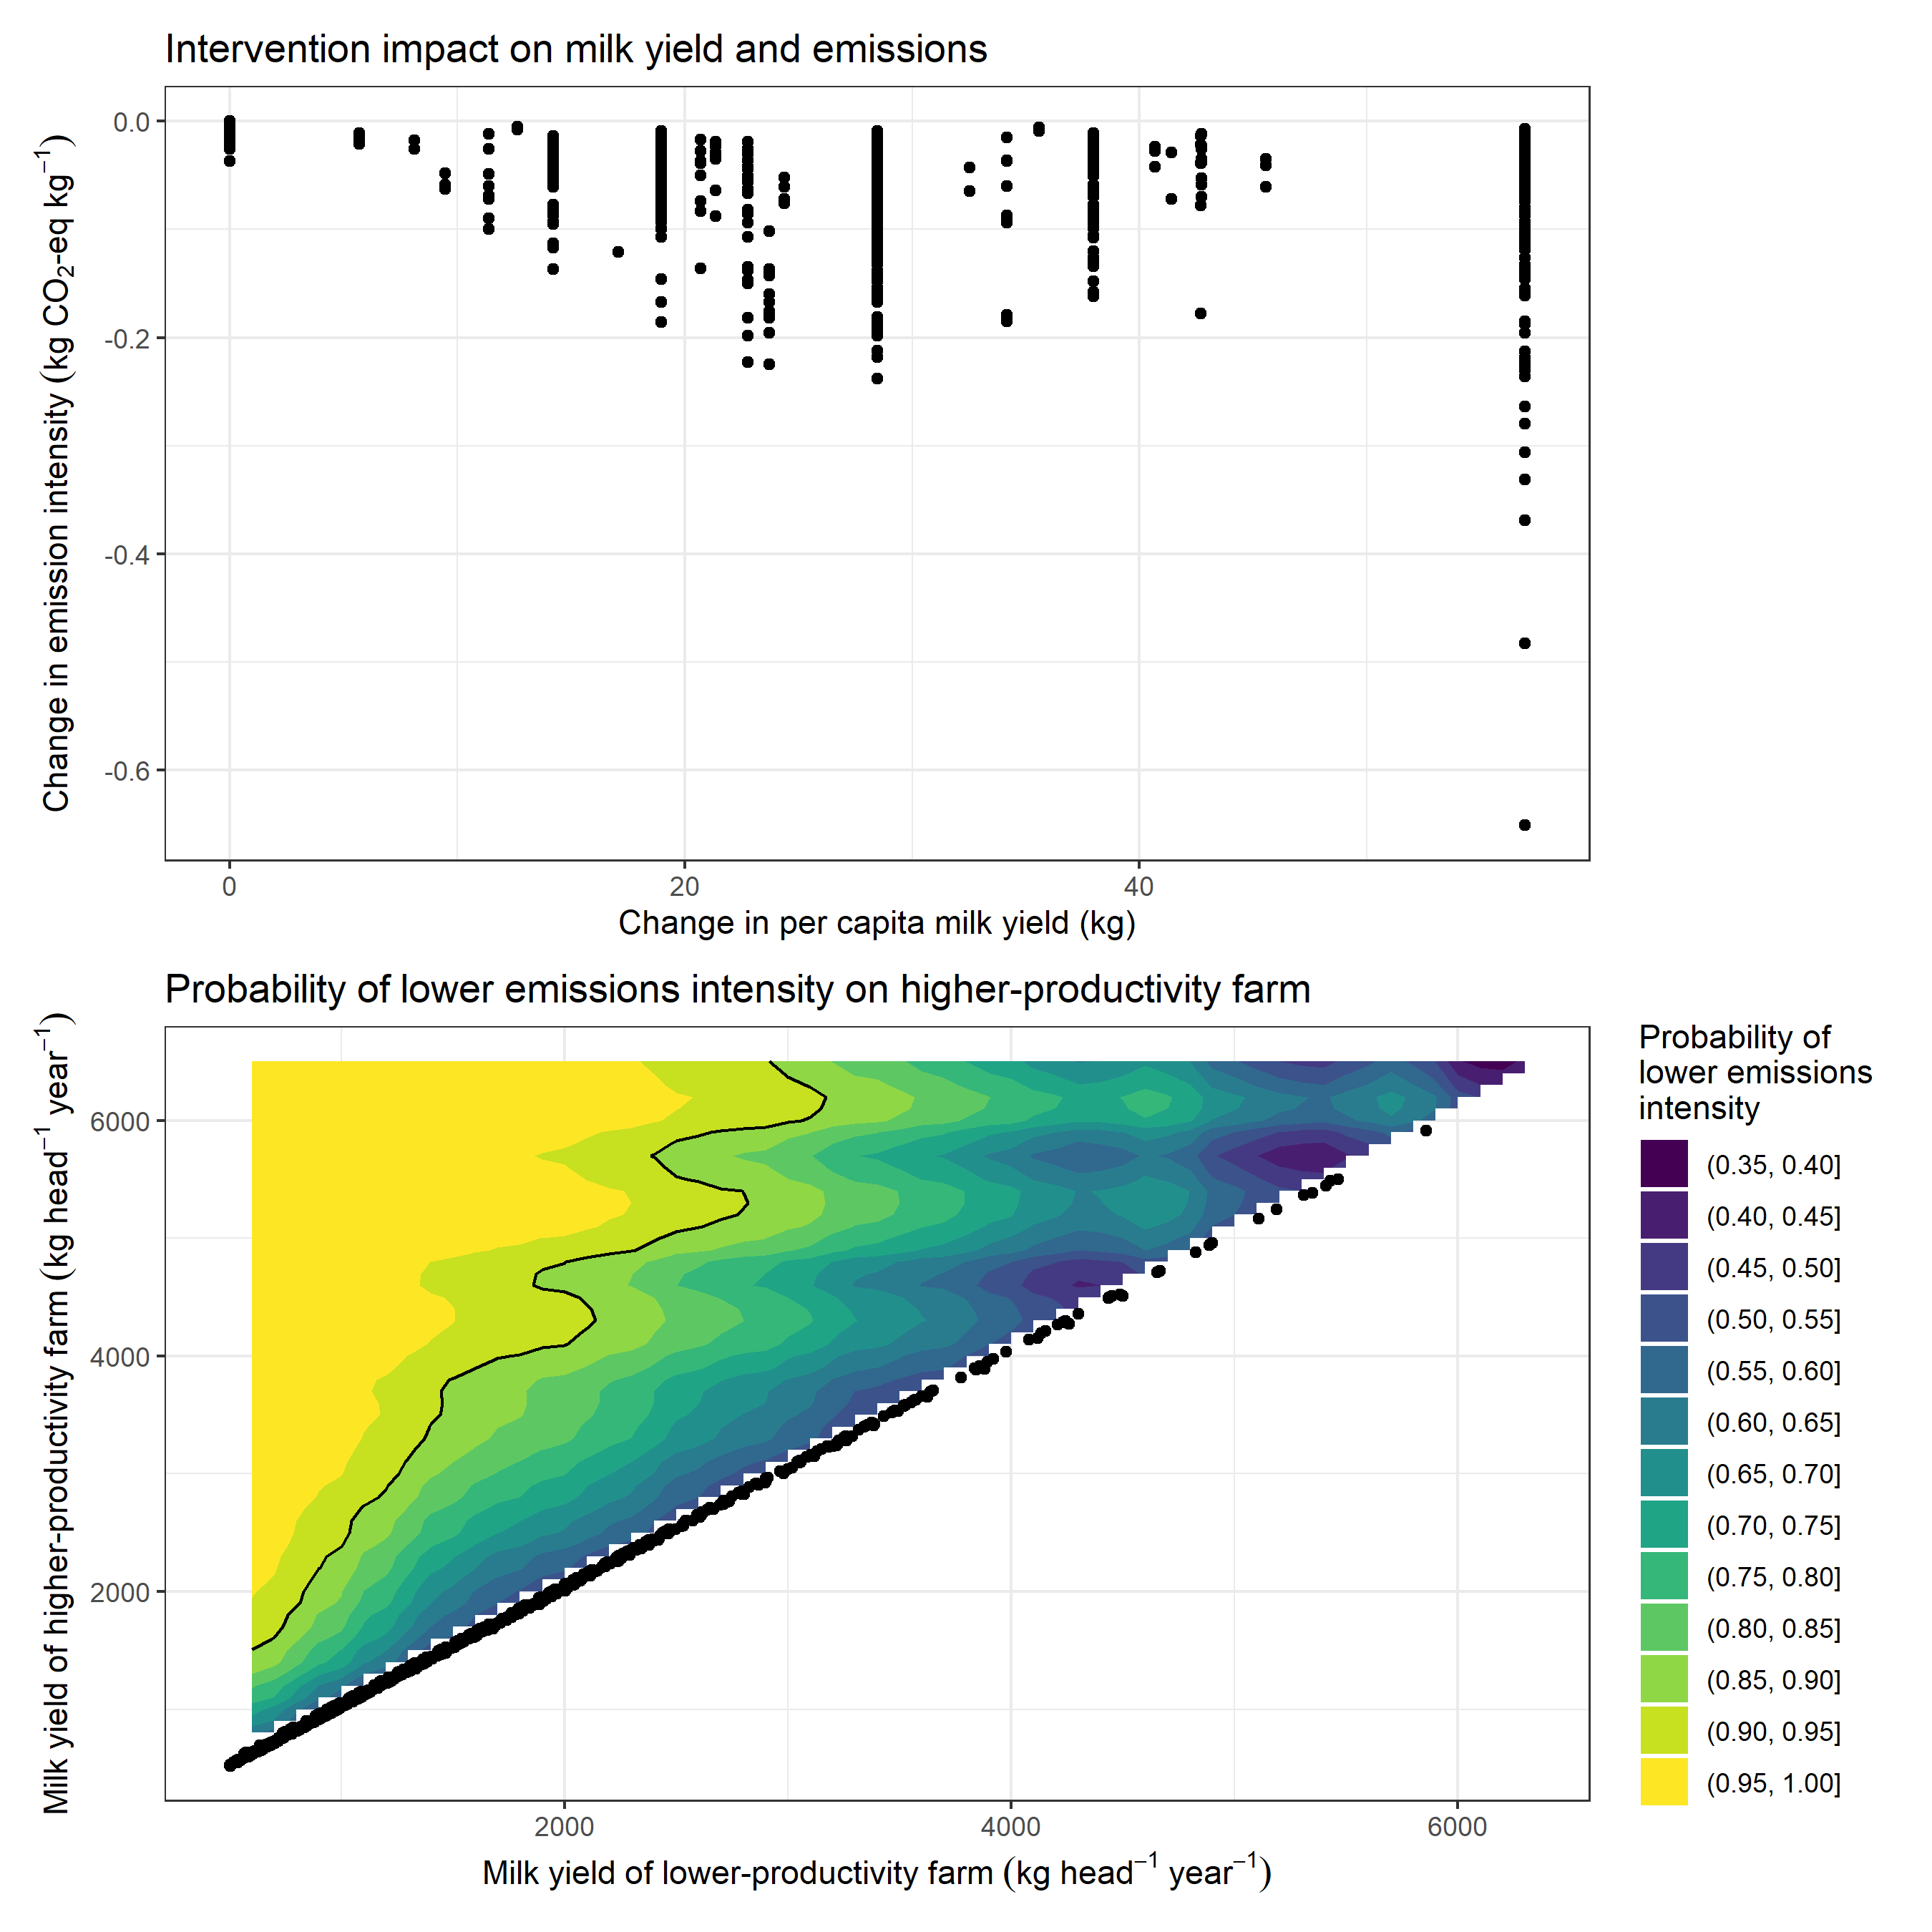 Intervention impact on milk yield and emissions
Change in emission intensity (kg CO₂-eq kg⁻¹)
0.0
-0.2
-0.4
-0.6
0
20
40
Change in per capita milk yield (kg)
Probability of lower emissions intensity on higher-productivity farm
Milk yield of higher-productivity farm (kg head⁻¹ year⁻¹)
6000
4000
2000
2000
4000
6000
Milk yield of lower-productivity farm (kg head⁻¹ year⁻¹)
Probability of
lower emissions
intensity
(0.35, 0.40]
(0.40, 0.45]
(0.45, 0.50]
(0.50, 0.55]
(0.55, 0.60]
(0.60, 0.65]
(0.65, 0.70]
(0.70, 0.75]
(0.75, 0.80]
(0.80, 0.85]
(0.85, 0.90]
(0.90, 0.95]
(0.95, 1.00]